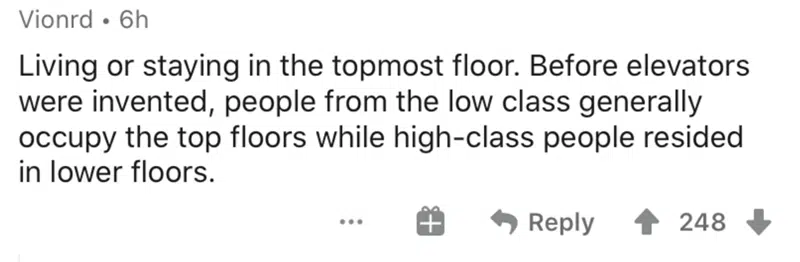 Vionrd • 6h
Living or staying in the topmost floor. Before elevators
were invented, people from the low class generally
occupy the top floors while high-class people resided
in lower floors.
... Reply 248